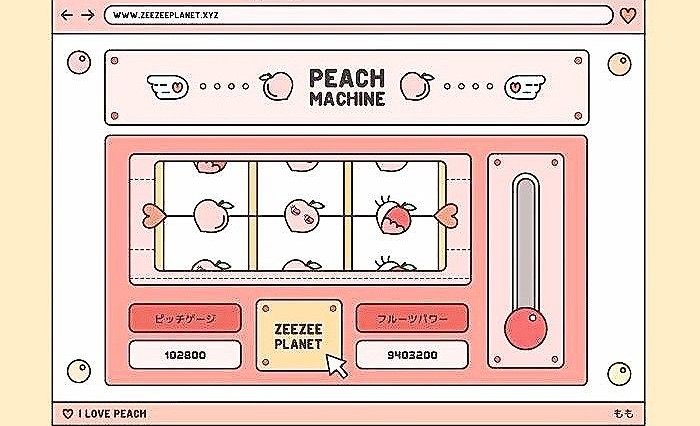 WWW.ZEEZEEPLANET.XYZ
PEACH
MACHINE
ピッチゲージ
フルーツパワー
ZEEZEE
PLANET
102800
9403200
I LOVE PEACH
もも